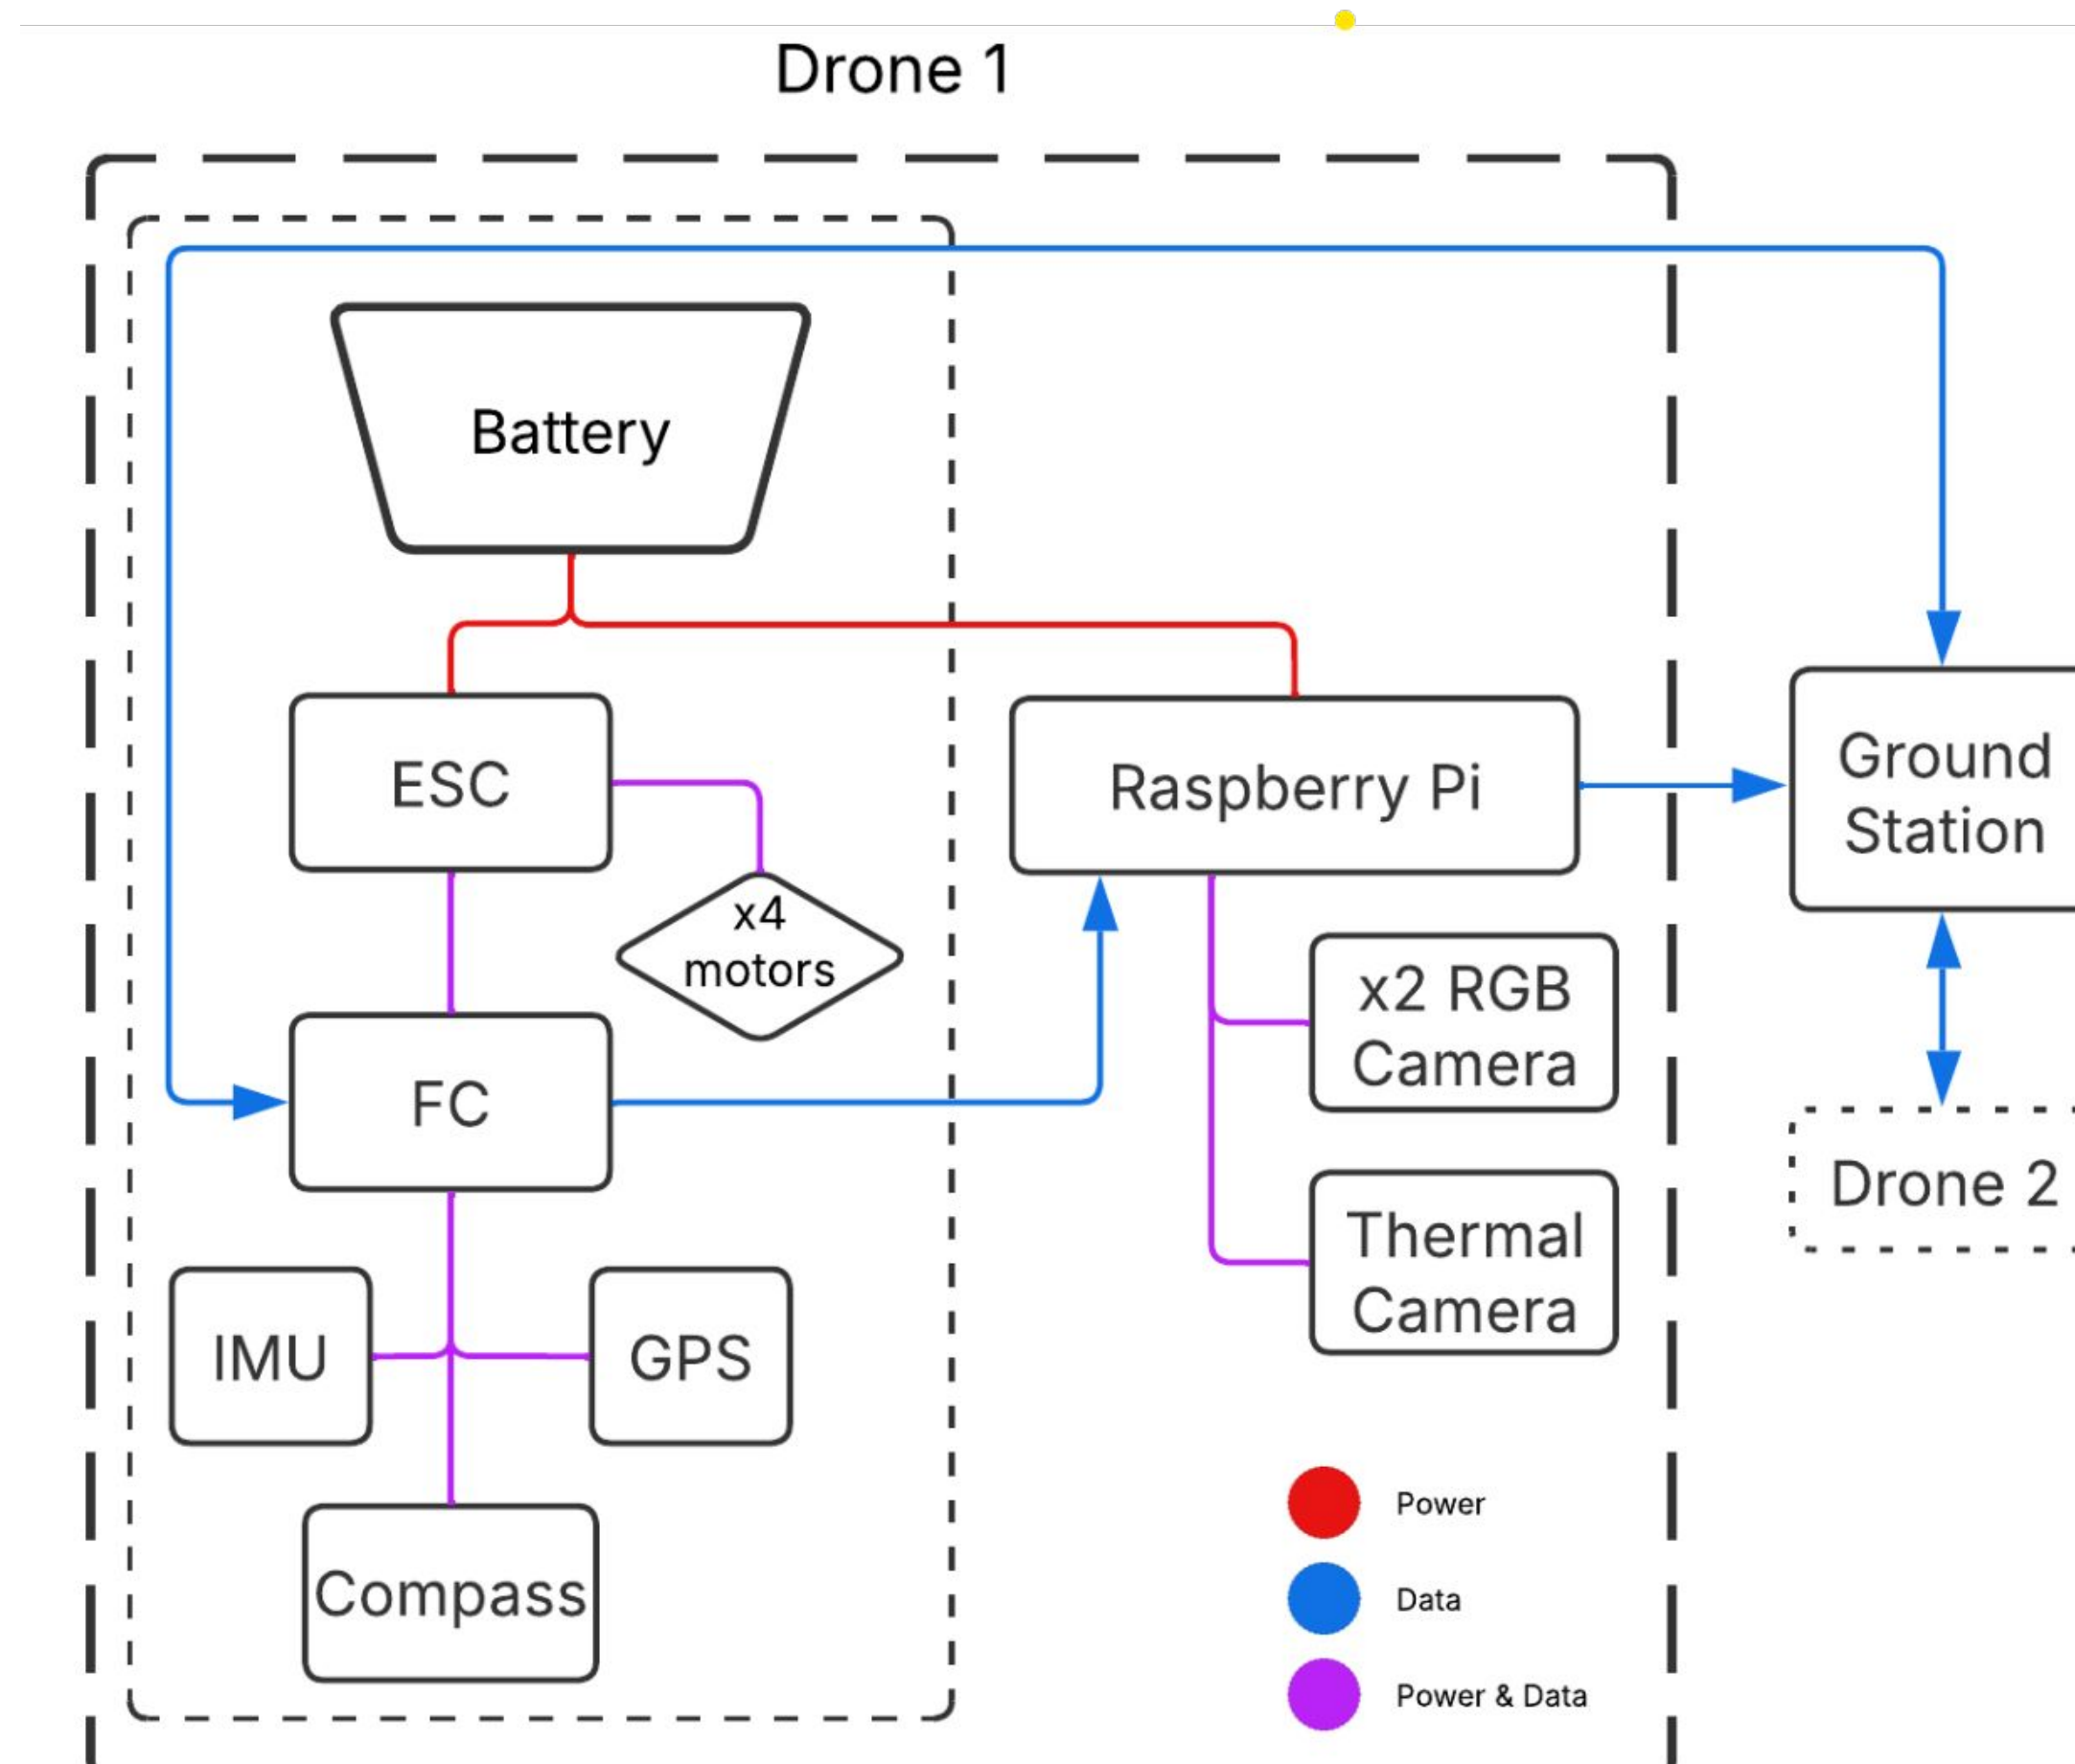 Drone 1
Battery
ESC
Raspberry Pi
Ground
Station
x4
motors
x2 RGB
Camera
FC
Drone 2
Thermal
Camera
IMU
GPS
Compass
Power
Data
Power & Data